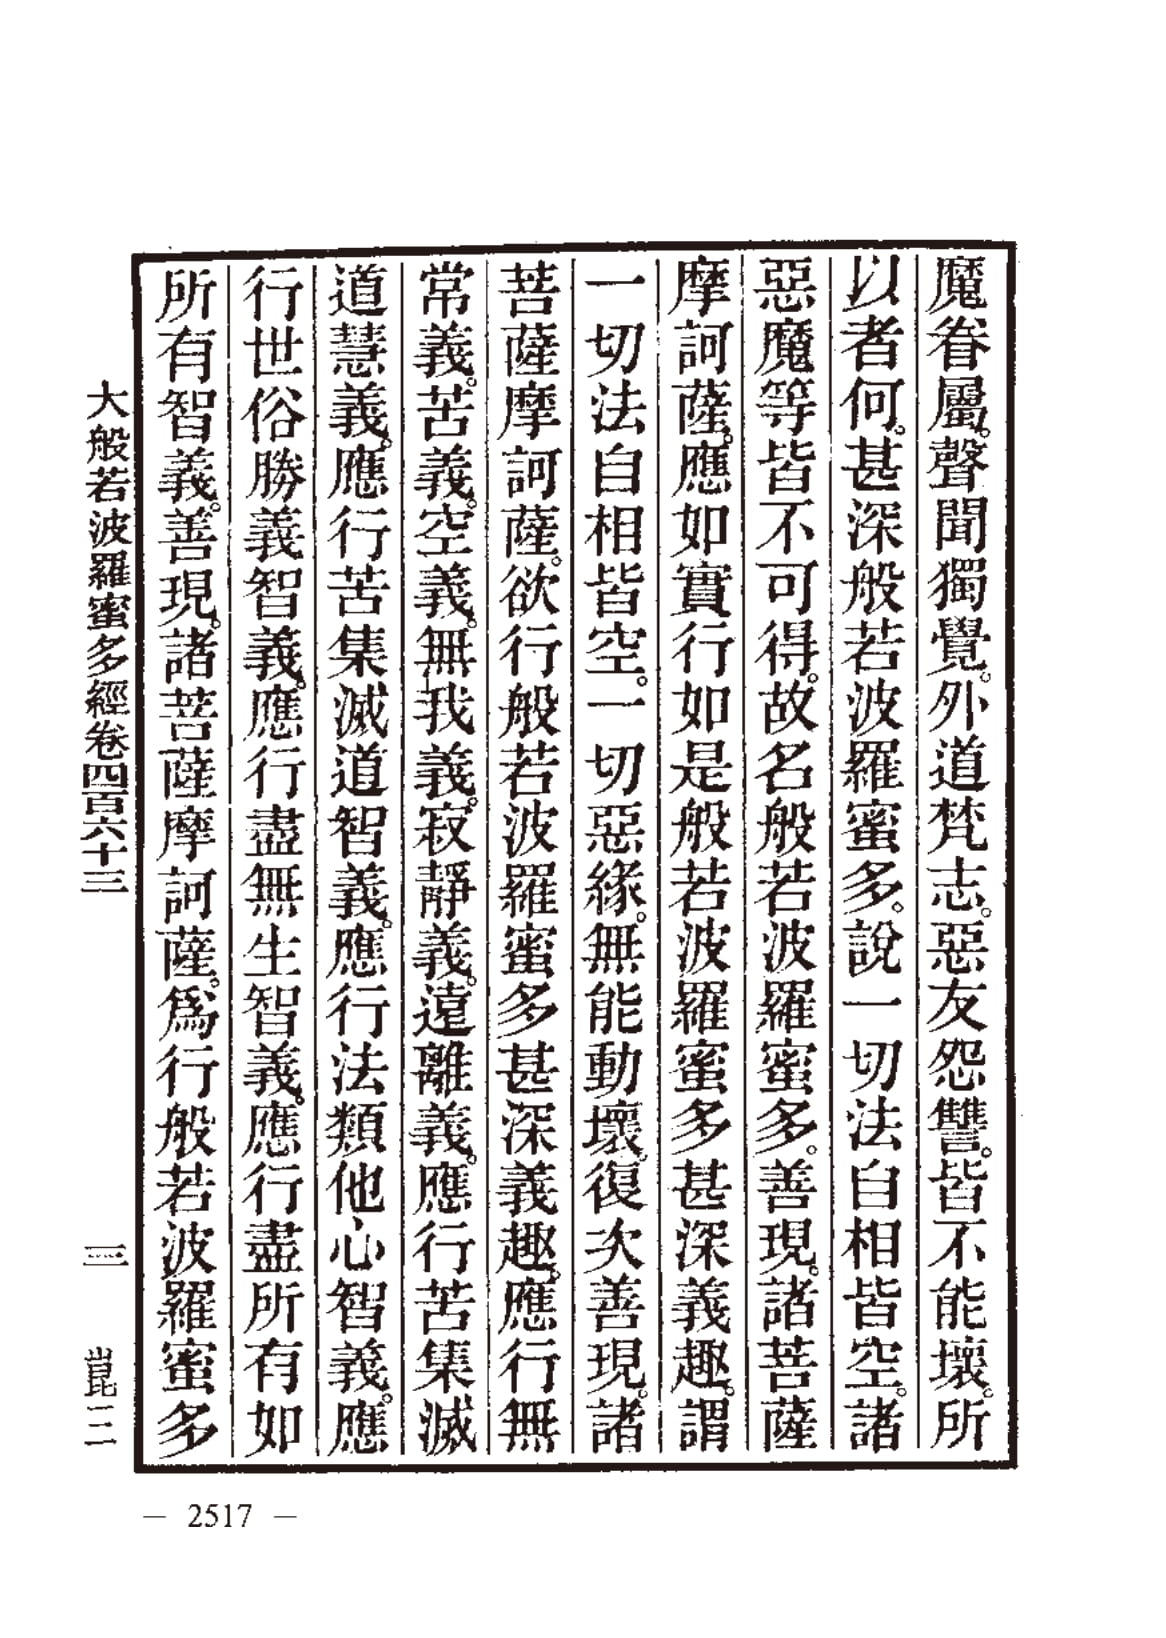 魔眷屬。聲聞獨覺。外道梵志。惡友怨讐。皆不能壞。所
以者何。甚深般若波羅蜜多。說一切法自相皆空。諸
惡魔等皆不可得。故名般若波羅蜜多。善現。諸菩薩
摩訶薩。應如實行如是般若波羅蜜多甚深義趣。謂
一切法自相皆空。一切惡緣。無能動壞。復次善現。諸
菩薩摩訶薩。欲行般若波羅蜜多甚深義趣。應行無
常義。苦義。空義。無我義。寂靜義。遠離義。應行苦集滅
道慧義。應行苦集滅道智義。應行法類他心智義。應
行世俗勝義智義。應行盡無生智義。應行盡所有如
所有智義。善現。諸菩薩摩訶薩。爲行般若波羅蜜多
大般若波羅蜜多經卷四百六十三 三 崑三
— 2517 —